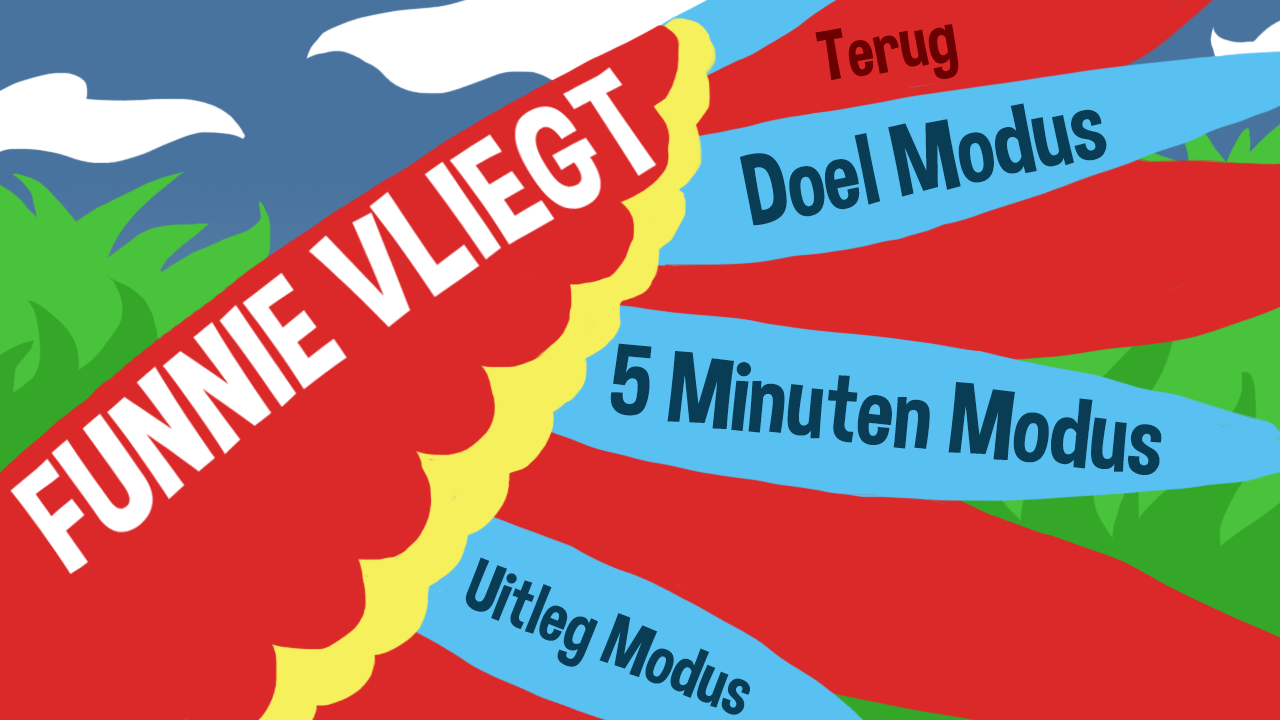 FUNNIE VLIEGT
Terug
Doel Modus
5 Minuten Modus
Uitleg Modus